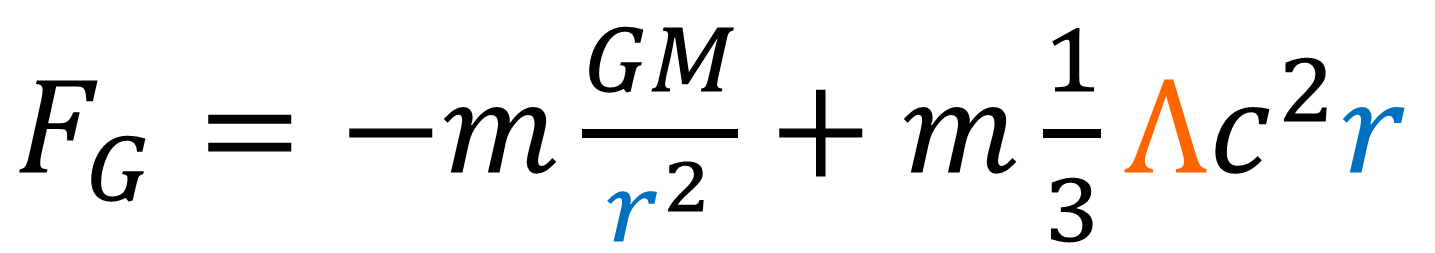 F_G = −m GM/r² + m 1/3 Λc²r